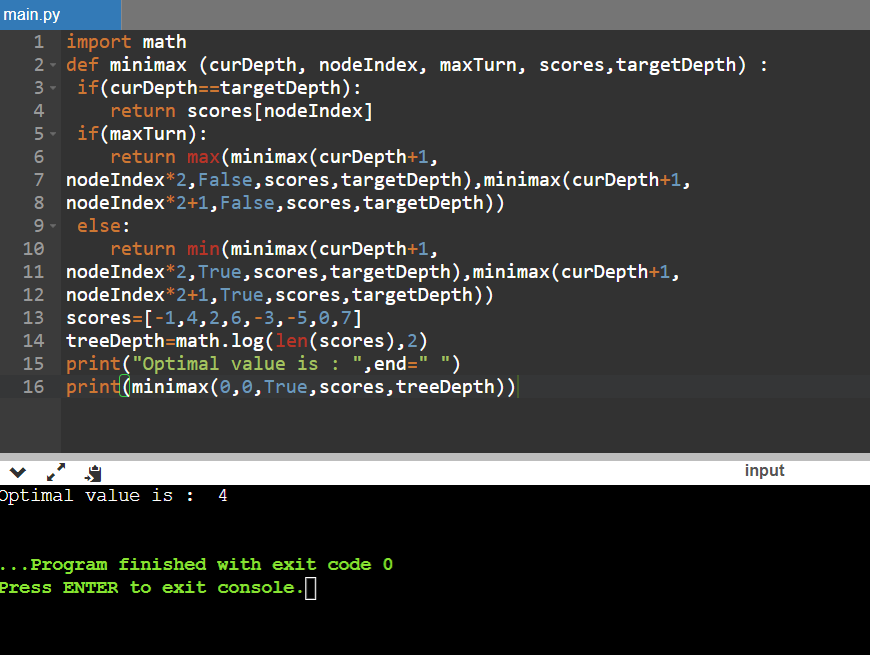 main.py
1 import math
2 def minimax (curDepth, nodeIndex, maxTurn, scores,targetDepth) :
3 if(curDepth==targetDepth):
4 return scores[nodeIndex]
5 if(maxTurn):
6 return max(minimax(curDepth+1,
7 nodeIndex*2,False,scores,targetDepth),minimax(curDepth+1,
8 nodeIndex*2+1,False,scores,targetDepth))
9 else:
10 return min(minimax(curDepth+1,
11 nodeIndex*2,True,scores,targetDepth),minimax(curDepth+1,
12 nodeIndex*2+1,True,scores,targetDepth))
13 scores=[-1,4,2,6,-3,-5,0,7]
14 treeDepth=math.log(len(scores),2)
15 print("Optimal value is : ",end=" ")
16 print(minimax(0,0,True,scores,treeDepth))
input
Optimal value is :  4
...Program finished with exit code 0
Press ENTER to exit console.